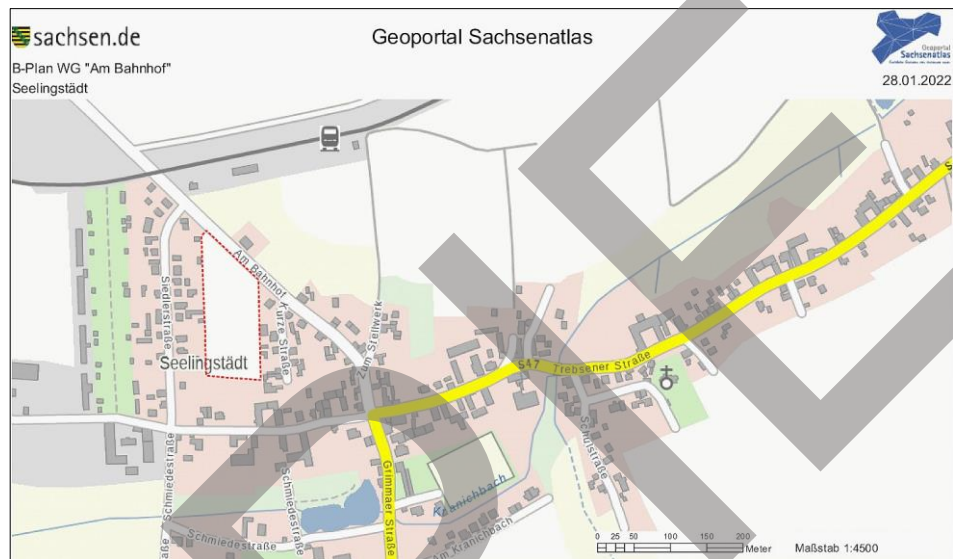 sachsen.de
Geoportal Sachsenatlas
Geoportal
Sachsenatlas
B-Plan WG "Am Bahnhof"
Seelingstädt
28.01.2022
Am Bahnhof
Siedlerstraße
Kurze Straße
Zum Stellwerk
Seelingstädt
S47 Trebsener Straße
Schulstraße
Grimmaer Straße
Schmiedestraße
Schmiedestraße
Kranichbach
Schmiedestraße
Am Kranichbach
0 25 50 100 150 200
Meter
Maßstab 1:4500